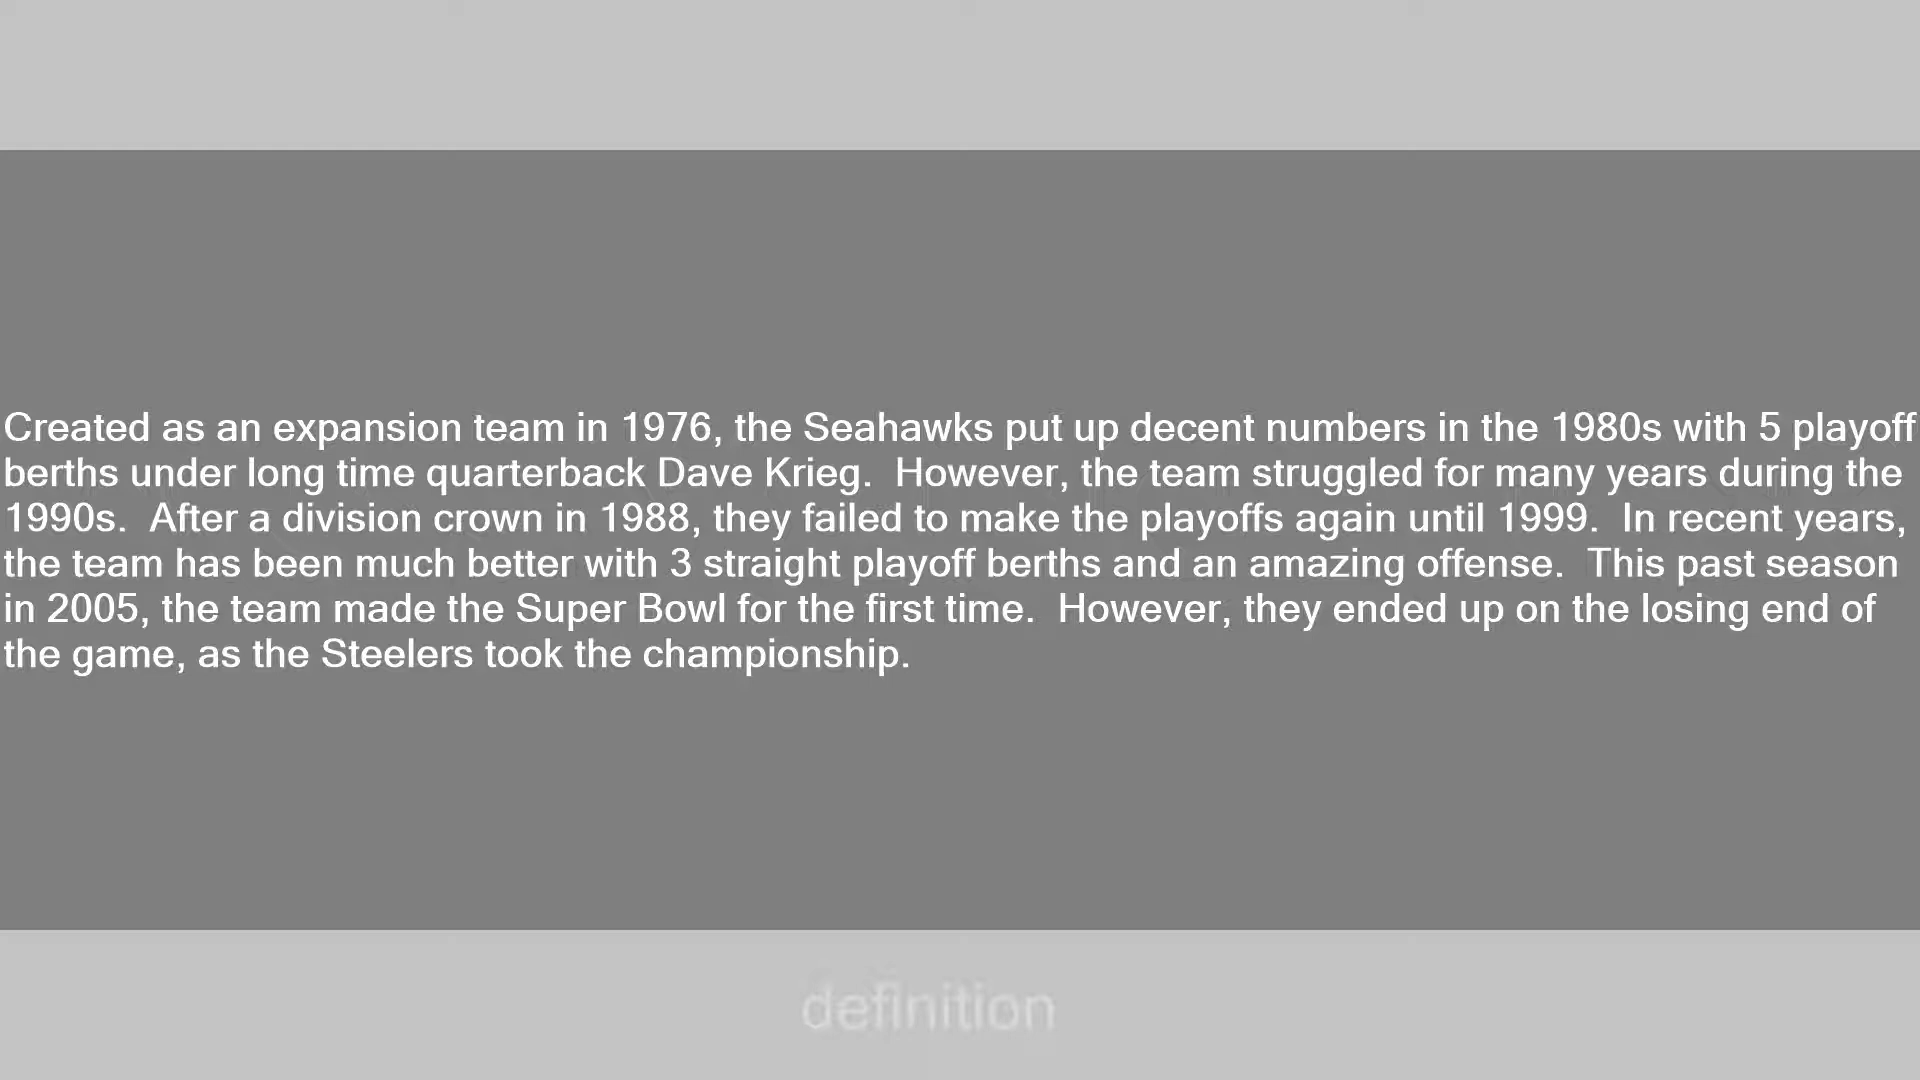 Created as an expansion team in 1976, the Seahawks put up decent numbers in the 1980s with 5 playoff
berths under long time quarterback Dave Krieg.  However, the team struggled for many years during the
1990s.  After a division crown in 1988, they failed to make the playoffs again until 1999.  In recent years,
the team has been much better with 3 straight playoff berths and an amazing offense.  This past season
in 2005, the team made the Super Bowl for the first time.  However, they ended up on the losing end of
the game, as the Steelers took the championship.
definition